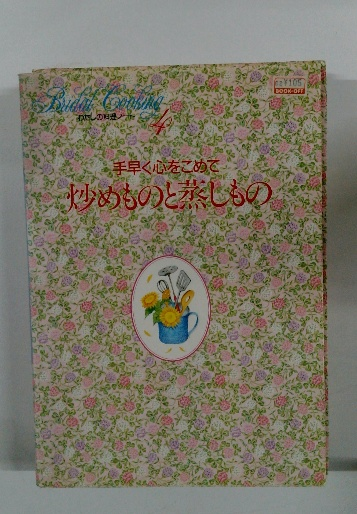 Bridal Cooking
わたしの料理ノート
4
¥105
BOOK-OFF
手早く心をこめて
炒めものと蒸しもの